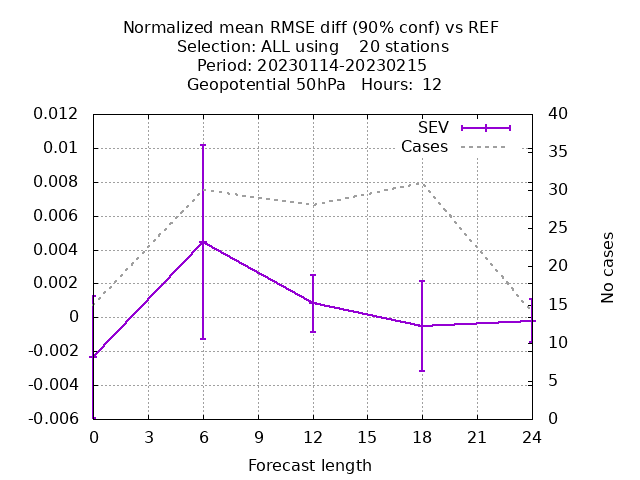 Normalized mean RMSE diff (90% conf) vs REF
Selection: ALL using    20 stations
Period: 20230114-20230215
Geopotential 50hPa   Hours:  12
0.012
0.01
0.008
0.006
0.004
0.002
0
-0.002
-0.004
-0.006
SEV
Cases
40
35
30
25
20
15
10
5
0
No cases
0 3 6 9 12 15 18 21 24
Forecast length